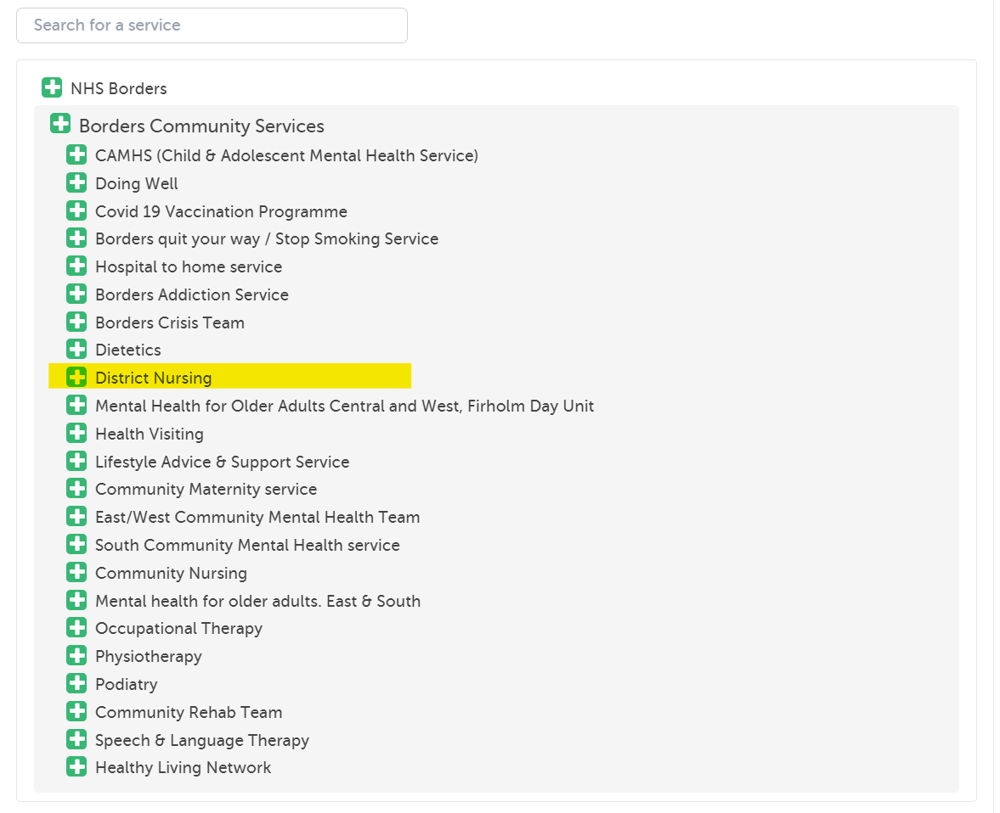 Search for a service
NHS Borders
Borders Community Services
CAMHS (Child & Adolescent Mental Health Service)
Doing Well
Covid 19 Vaccination Programme
Borders quit your way / Stop Smoking Service
Hospital to home service
Borders Addiction Service
Borders Crisis Team
Dietetics
District Nursing
Mental Health for Older Adults Central and West, Firholm Day Unit
Health Visiting
Lifestyle Advice & Support Service
Community Maternity service
East/West Community Mental Health Team
South Community Mental Health service
Community Nursing
Mental health for older adults. East & South
Occupational Therapy
Physiotherapy
Podiatry
Community Rehab Team
Speech & Language Therapy
Healthy Living Network